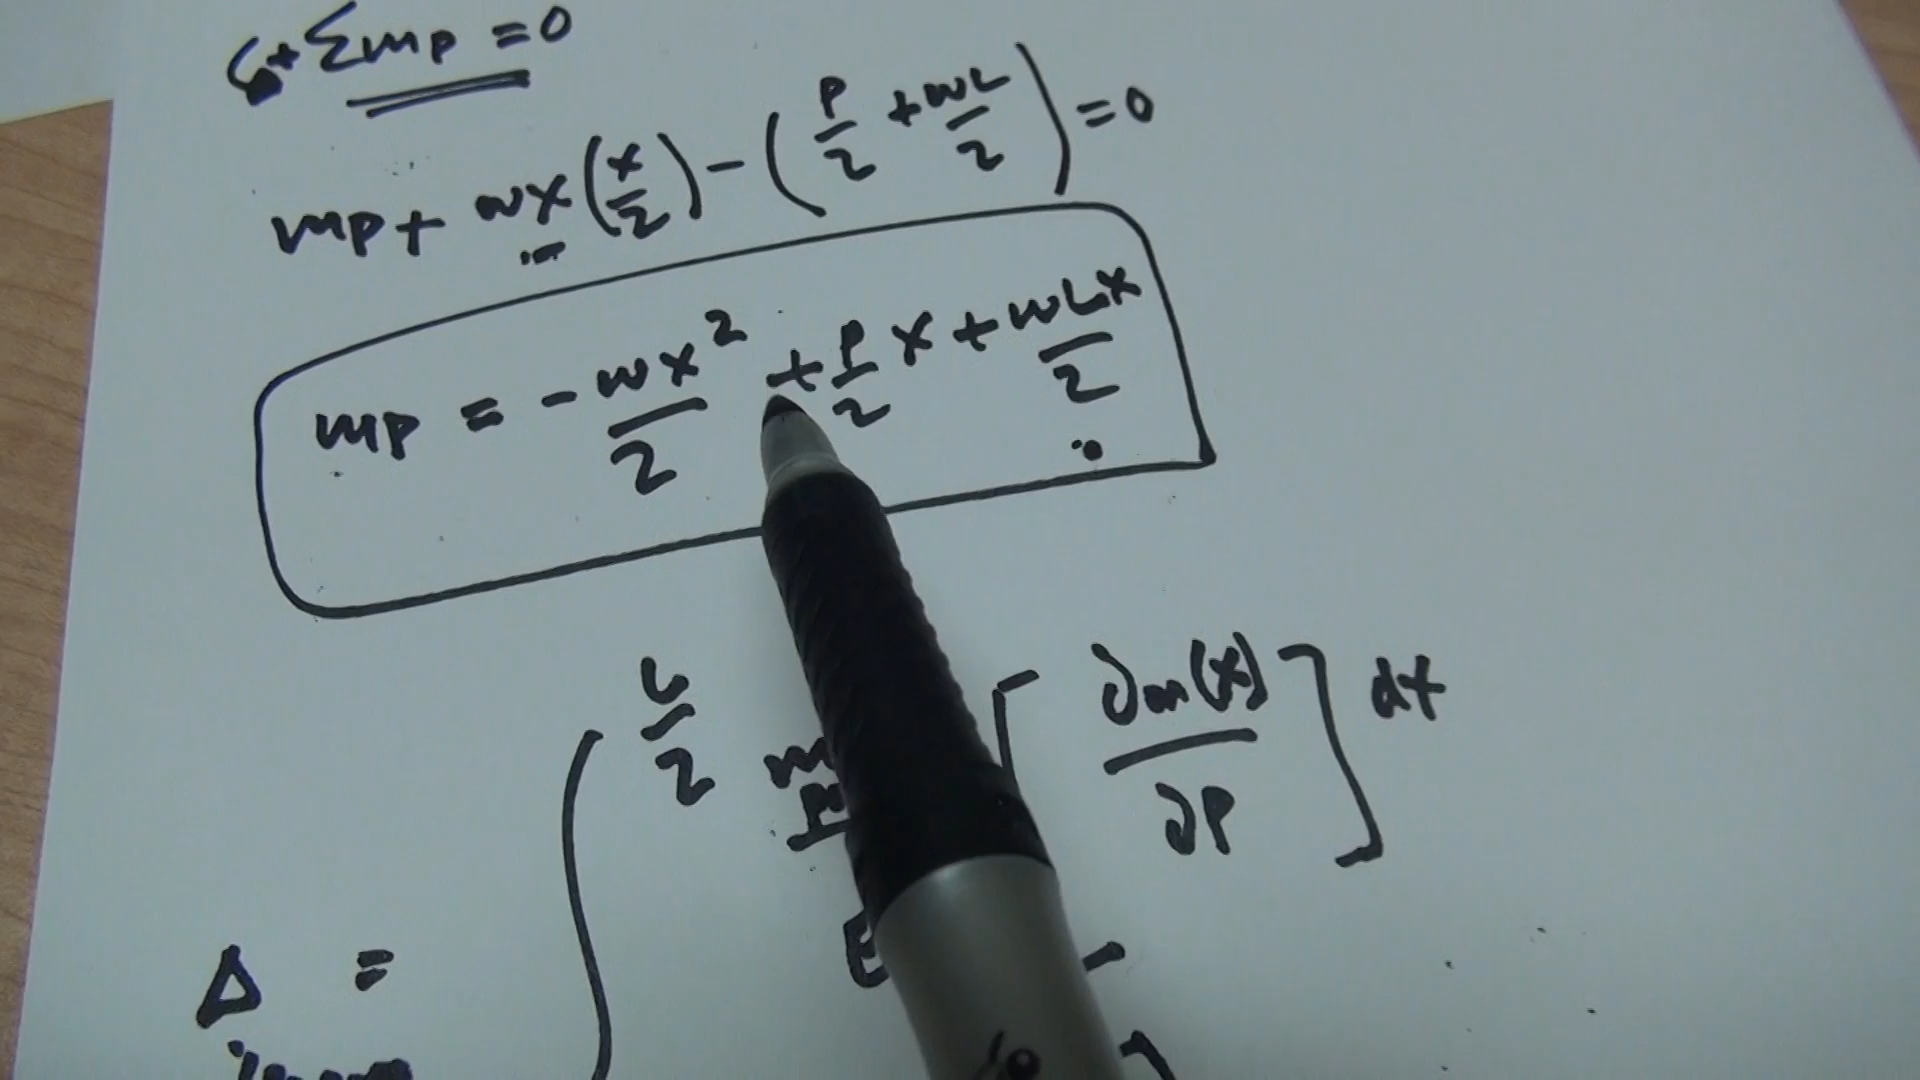 ↺+ Σmp = 0
mp + wx(x/2) - (P/2 + wL/2) = 0
mp = -wx²/2 + P/2 x + wLx/2
L/2 [∂m(x)/∂P] dx
Δ =